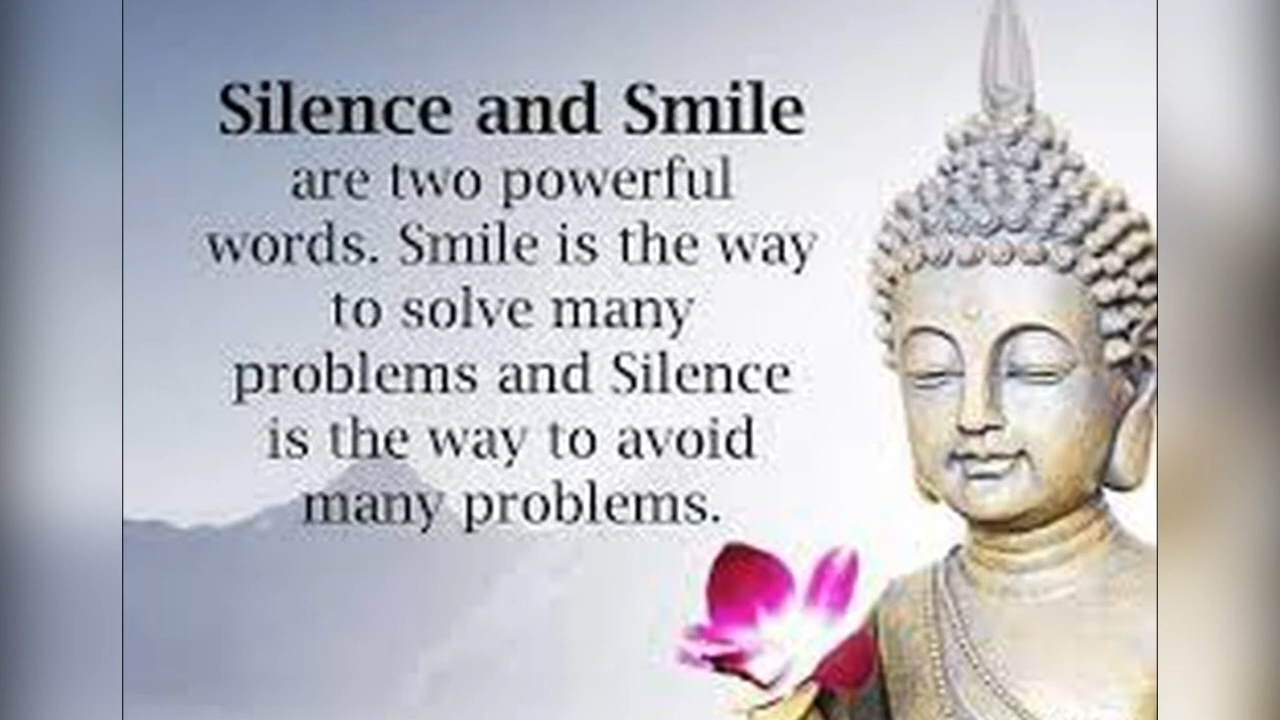 Silence and Smile
are two powerful
words. Smile is the way
to solve many
problems and Silence
is the way to avoid
many problems.